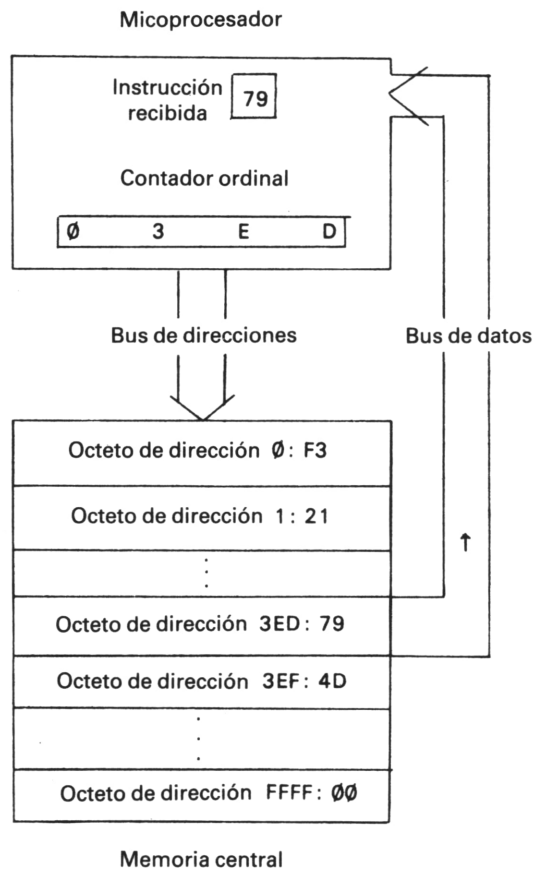 Micoprocesador
Instrucción
recibida
79
Contador ordinal
Ø 3 E D
Bus de direcciones
Bus de datos
Octeto de dirección Ø: F3
Octeto de dirección 1: 21
↑
Octeto de dirección 3ED: 79
Octeto de dirección 3EF: 4D
Octeto de dirección FFFF: ØØ
Memoria central